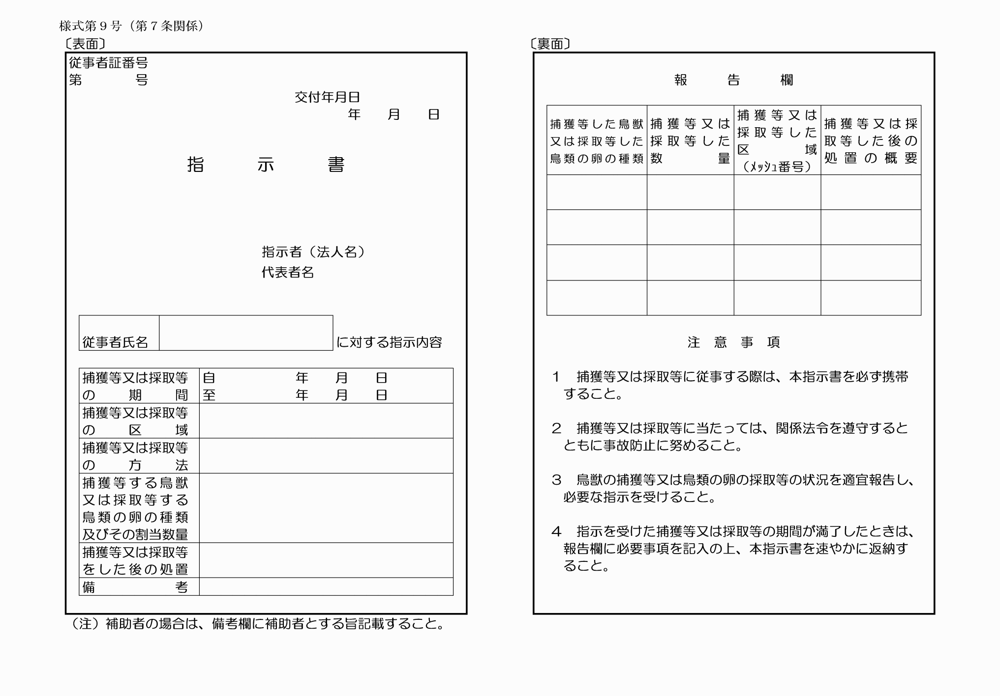 様式第９号（第７条関係）
〔表面〕
従事者証番号
第　　　　号
交付年月日
年　　月　　日
指　　　示　　　書
指示者（法人名）
代表者名
従事者氏名　に対する指示内容
捕獲等又は採取等
の期間
自　　　　　　年　　月　　日
至　　　　　　年　　月　　日
捕獲等又は採取等
の区域
捕獲等又は採取等
の方法
捕獲等する鳥獣
又は採取等する
鳥類の卵の種類
及びその割当数量
捕獲等又は採取等
をした後の処置
備考
（注）補助者の場合は、備考欄に補助者とする旨記載すること。
〔裏面〕
報　　　告　　　欄
捕獲等した鳥獣
又は採取等した
鳥類の卵の種類
捕獲等又は
採取等した
数量
捕獲等又は
採取等した
区域
（ﾒｯｼｭ番号）
捕獲等又は採
取等した後の
処置の概要
注　意　事　項
１　捕獲等又は採取等に従事する際は、本指示書を必ず携帯
すること。
２　捕獲等又は採取等に当たっては、関係法令を遵守すると
ともに事故防止に努めること。
３　鳥獣の捕獲等又は鳥類の卵の採取等の状況を適宜報告し、
必要な指示を受けること。
４　指示を受けた捕獲等又は採取等の期間が満了したときは、
報告欄に必要事項を記入の上、本指示書を速やかに返納す
ること。